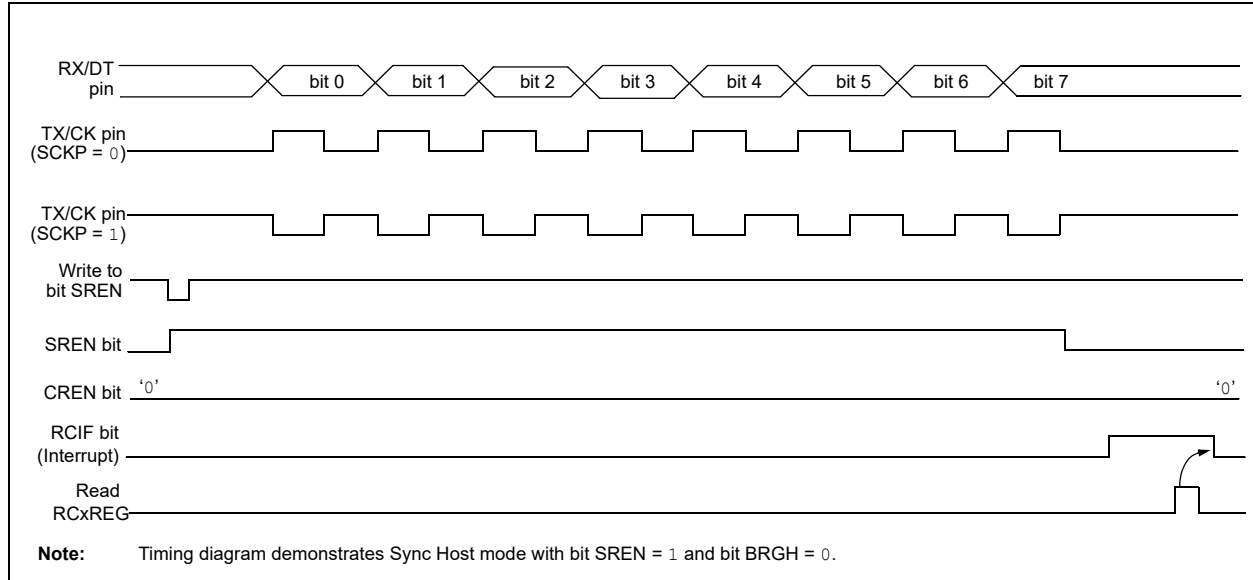 RX/DT
pin
bit 0 bit 1 bit 2 bit 3 bit 4 bit 5 bit 6 bit 7
TX/CK pin
(SCKP = 0)
TX/CK pin
(SCKP = 1)
Write to
bit SREN
SREN bit
CREN bit ‘0’ ‘0’
RCIF bit
(Interrupt)
Read
RCxREG
Note: Timing diagram demonstrates Sync Host mode with bit SREN = 1 and bit BRGH = 0.